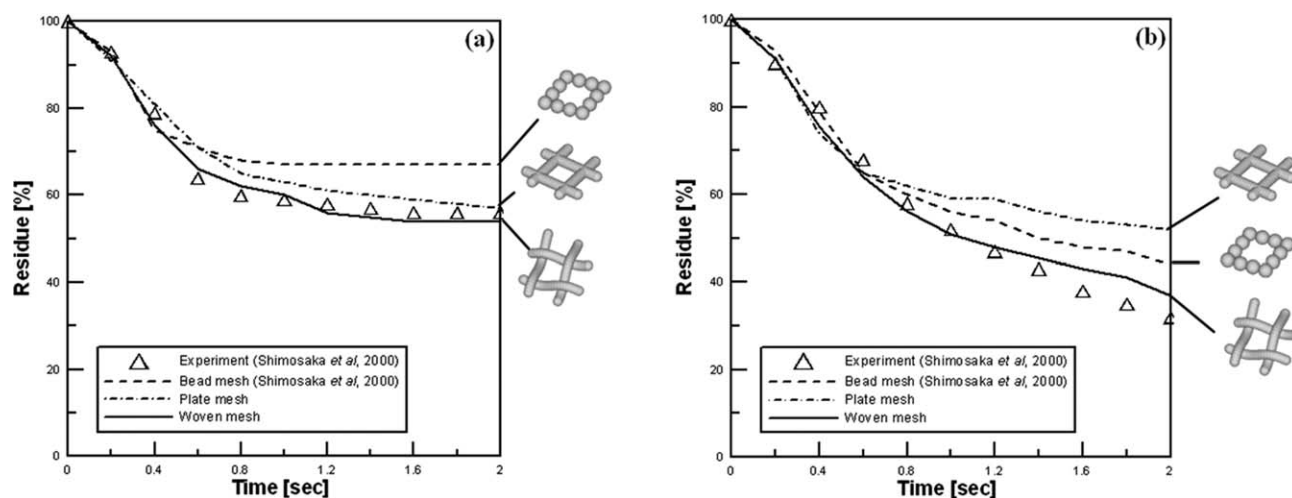 (a)
100
80
60
40
20
0
Residue [%]
Experiment (Shimosaka et al, 2000)
Bead mesh (Shimosaka et al, 2000)
Plate mesh
Woven mesh
0 0.4 0.8 1.2 1.6 2
Time [sec]
(b)
100
80
60
40
20
0
Residue [%]
Experiment (Shimosaka et al, 2000)
Bead mesh (Shimosaka et al, 2000)
Plate mesh
Woven mesh
0 0.4 0.8 1.2 1.6 2
Time [sec]